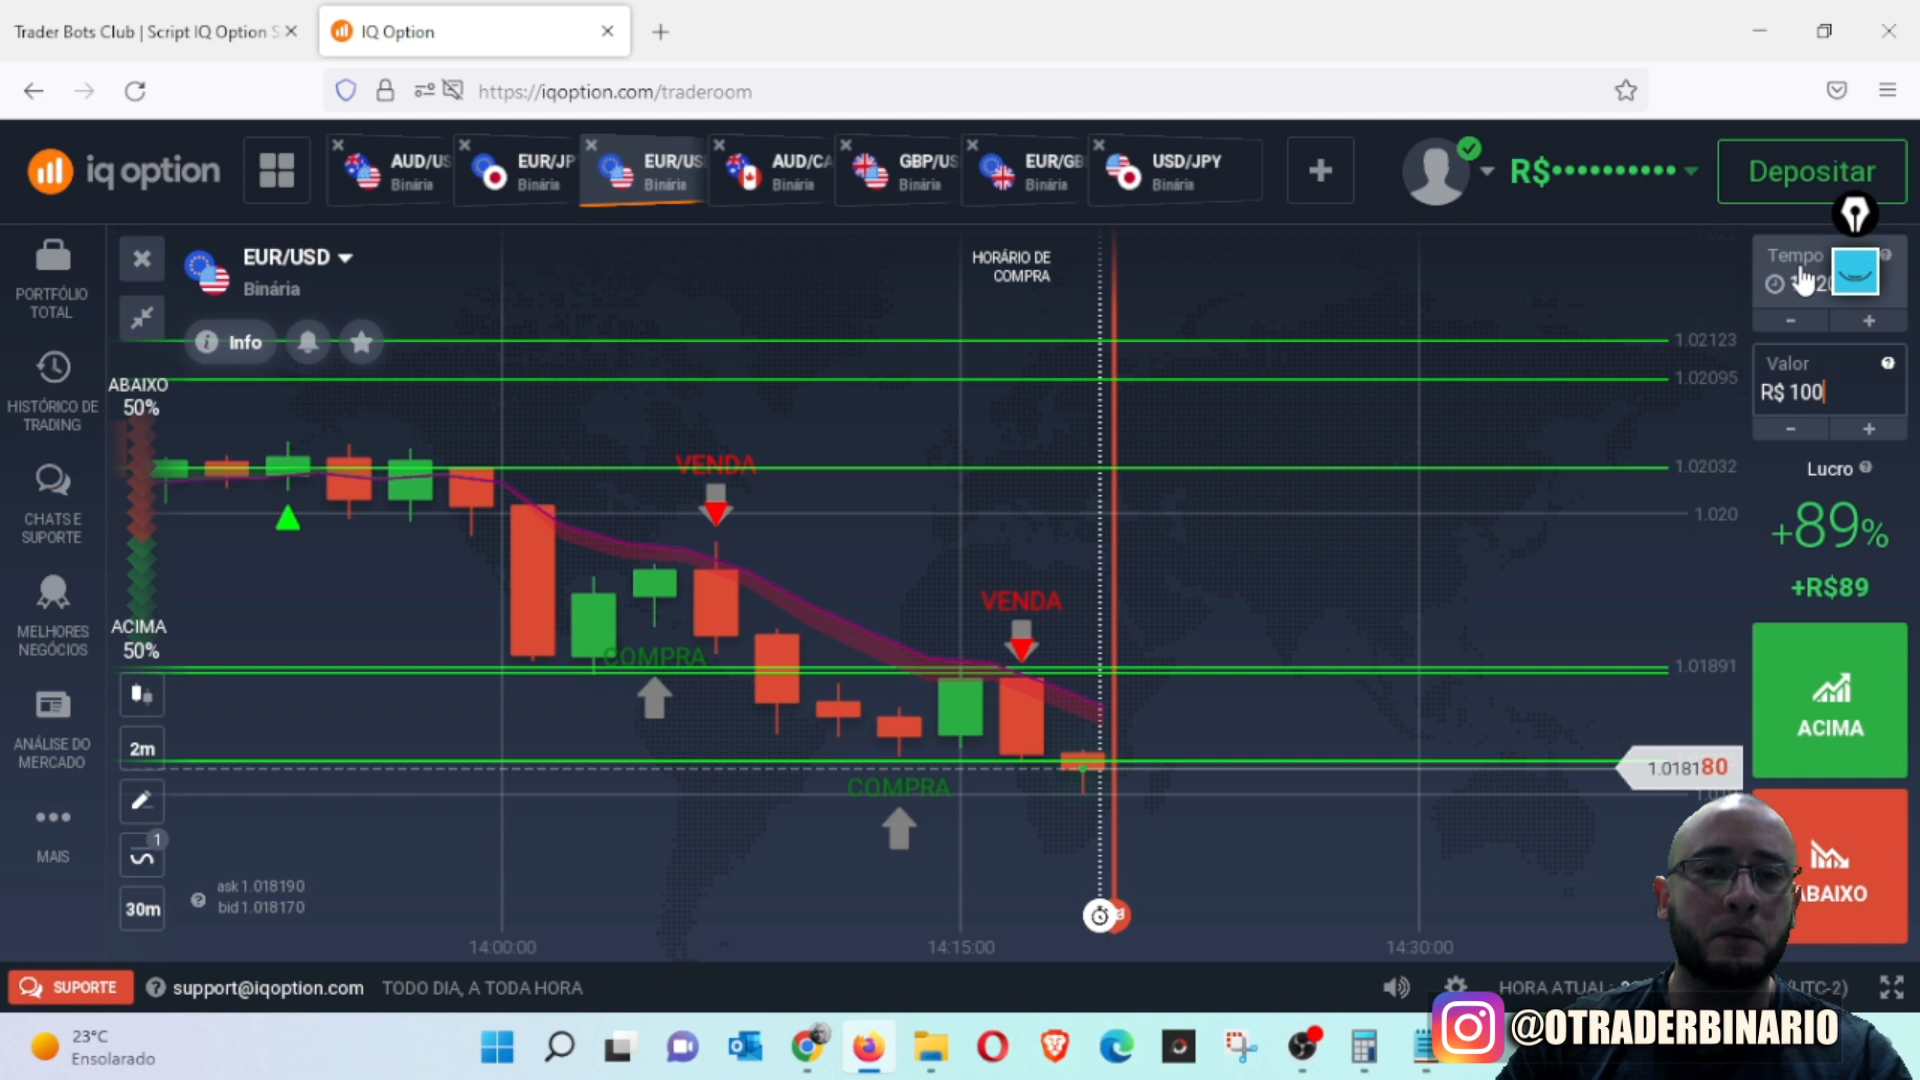 Trader Bots Club | Script IQ Option S
IQ Option
https://iqoption.com/traderoom
iq option
AUD/US
Binária
EUR/JP
Binária
EUR/US
Binária
AUD/CA
Binária
GBP/US
Binária
EUR/GB
Binária
USD/JPY
Binária
R$•••••••••••
Depositar
PORTFÓLIO
TOTAL
HISTÓRICO DE
TRADING
CHATS E
SUPORTE
MELHORES
NEGÓCIOS
ANÁLISE DO
MERCADO
MAIS
EUR/USD
Binária
Info
ABAIXO
50%
ACIMA
50%
2m
1
30m
HORÁRIO DE
COMPRA
VENDA
VENDA
COMPRA
COMPRA
1.02123
1.02095
1.02032
1.020
1.01891
1.018180
ask 1.018190
bid 1.018170
14:00:00
14:15:00
14:30:00
Tempo
- +
Valor
R$ 100
- +
Lucro
+89%
+R$89
ACIMA
ABAIXO
SUPORTE
support@iqoption.com
TODO DIA, A TODA HORA
HORA ATUAL:
(UTC-2)
@OTRADERBINARIO
23°C
Ensolarado